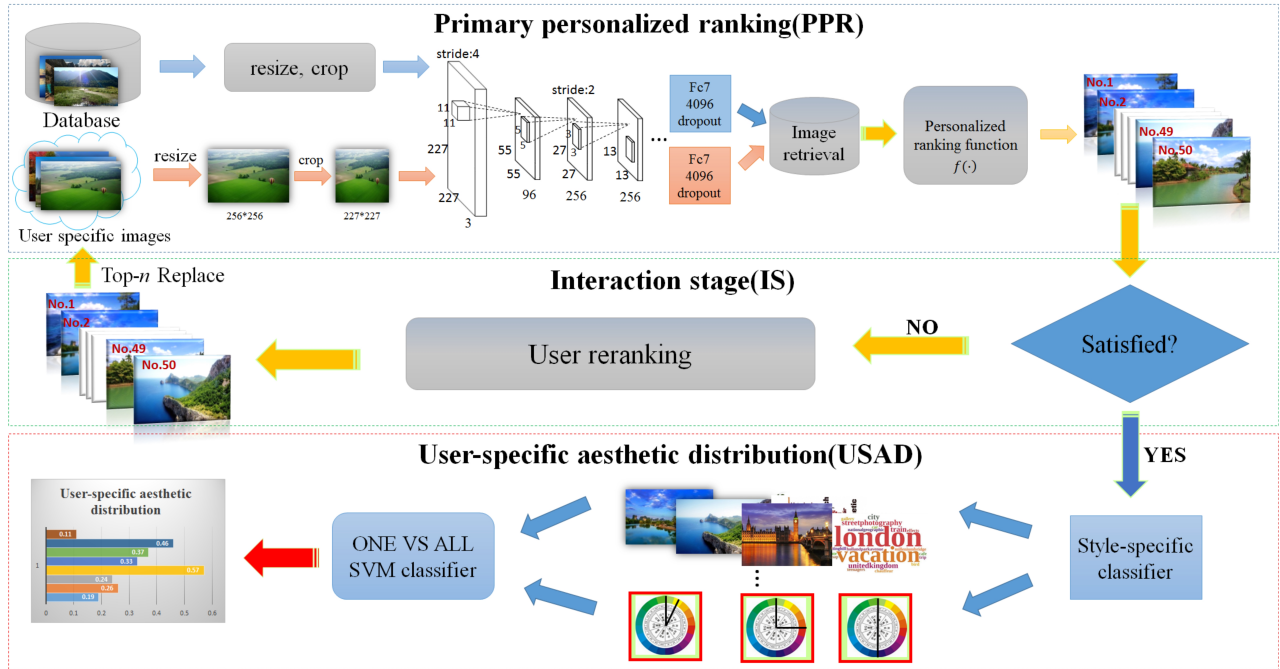 Primary personalized ranking(PPR)
Database
resize, crop
stride:4
11
11
227
227
3
5
5
55
55
96
stride:2
3
3
27
27
256
13
13
256
...
Fc7
4096
dropout
Fc7
4096
dropout
Image
retrieval
Personalized
ranking function
f(·)
No.1
No.2
No.49
No.50
User specific images
resize
256*256
crop
227*227
Top-n Replace
Interaction stage(IS)
No.1
No.2
No.49
No.50
User reranking
NO
Satisfied?
YES
User-specific aesthetic distribution(USAD)
User-specific aesthetic
distribution
0.11
0.46
0.37
0.33
0.57
0.24
0.26
0.19
1
0
0.1
0.2
0.3
0.4
0.5
0.6
ONE VS ALL
SVM classifier
city
streetphotography
train
london
vacation
unitedkingdom
Style-specific
classifier